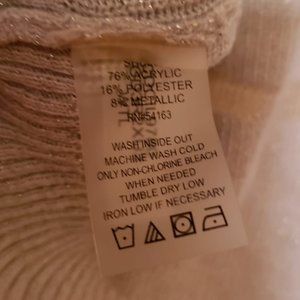 76% ACRYLIC
16% POLYESTER
8% METALLIC
RN#54163
WASH INSIDE OUT
MACHINE WASH COLD
ONLY NON-CHLORINE BLEACH
WHEN NEEDED
TUMBLE DRY LOW
IRON LOW IF NECESSARY